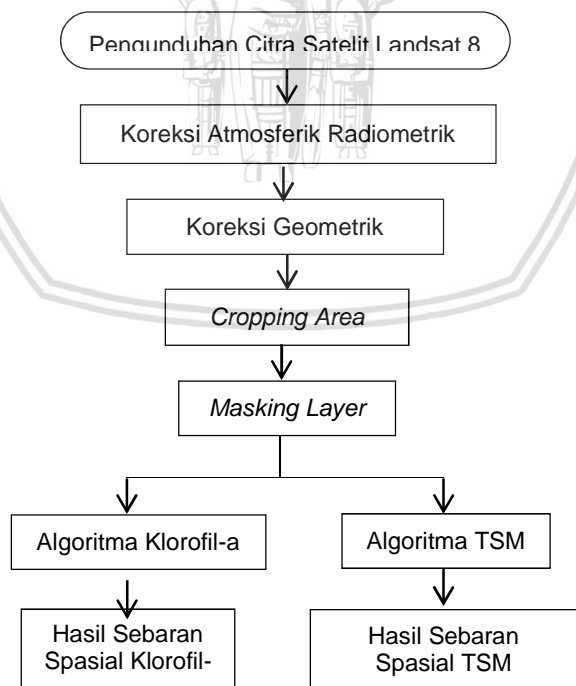 Pengunduhan Citra Satelit Landsat 8
Koreksi Atmosferik Radiometrik
Koreksi Geometrik
Cropping Area
Masking Layer
Algoritma Klorofil-a
Algoritma TSM
Hasil Sebaran
Spasial Klorofil-
Hasil Sebaran
Spasial TSM